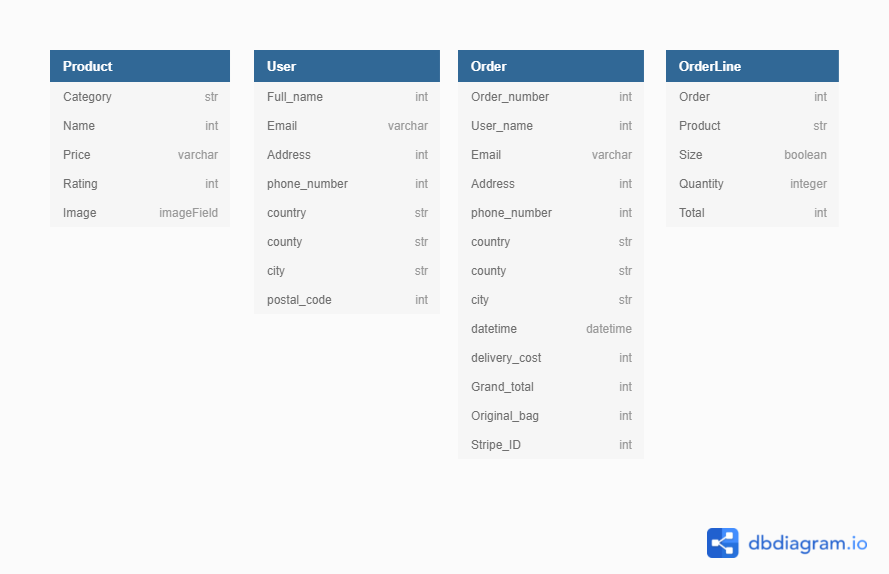 Product
Category str
Name int
Price varchar
Rating int
Image imageField
User
Full_name int
Email varchar
Address int
phone_number int
country str
county str
city str
postal_code int
Order
Order_number int
User_name int
Email varchar
Address int
phone_number int
country str
county str
city str
datetime datetime
delivery_cost int
Grand_total int
Original_bag int
Stripe_ID int
OrderLine
Order int
Product str
Size boolean
Quantity integer
Total int
dbdiagram.io